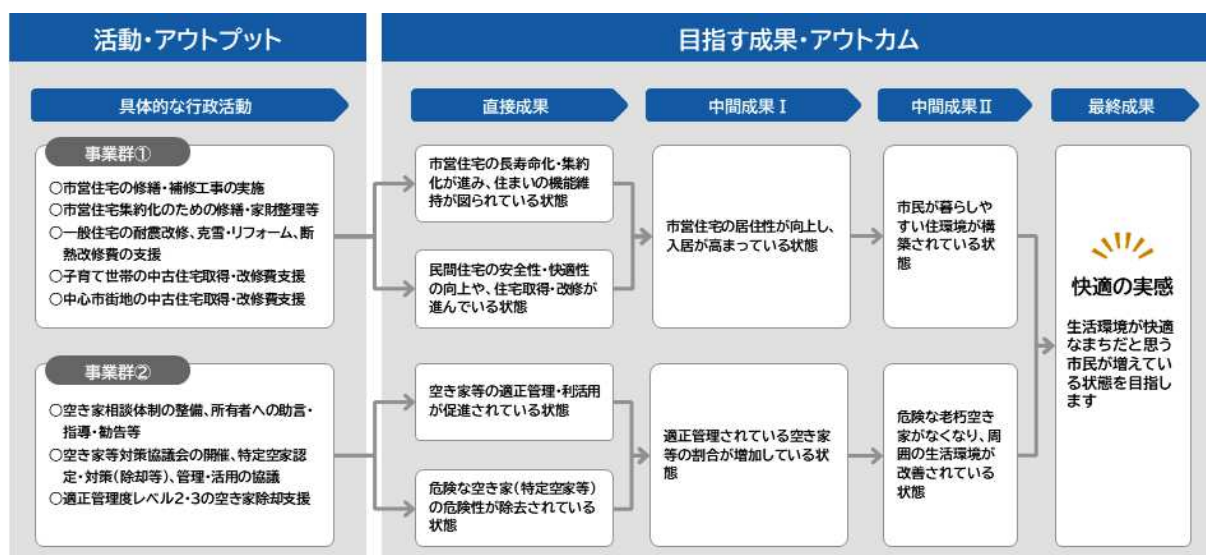 活動・アウトプット
目指す成果・アウトカム
具体的な行政活動
直接成果
中間成果Ⅰ
中間成果Ⅱ
最終成果
事業群①
○市営住宅の修繕・補修工事の実施
○市営住宅集約化のための修繕・家財整理等
○一般住宅の耐震改修、克雪・リフォーム、断
熱改修費の支援
○子育て世帯の中古住宅取得・改修費支援
○中心市街地の中古住宅取得・改修費支援
市営住宅の長寿命化・集約
化が進み、住まいの機能維
持が図られている状態
民間住宅の安全性・快適性
の向上や、住宅取得・改修が
進んでいる状態
市営住宅の居住性が向上し、
入居が高まっている状態
市民が暮らしや
すい住環境が構
築されている状
態
事業群②
○空き家相談体制の整備、所有者への助言・
指導・勧告等
○空き家等対策協議会の開催、特定空家認
定・対策(除却等)、管理・活用の協議
○適正管理度レベル2・3の空き家除却支援
空き家等の適正管理・利活用
が促進されている状態
危険な空き家(特定空家等)
の危険性が除去されている
状態
適正管理されている空き家
等の割合が増加している状
態
危険な老朽空き
家がなくなり、周
囲の生活環境が
改善されている
状態
快適の実感
生活環境が快適
なまちだと思う
市民が増えてい
る状態を目指し
ます